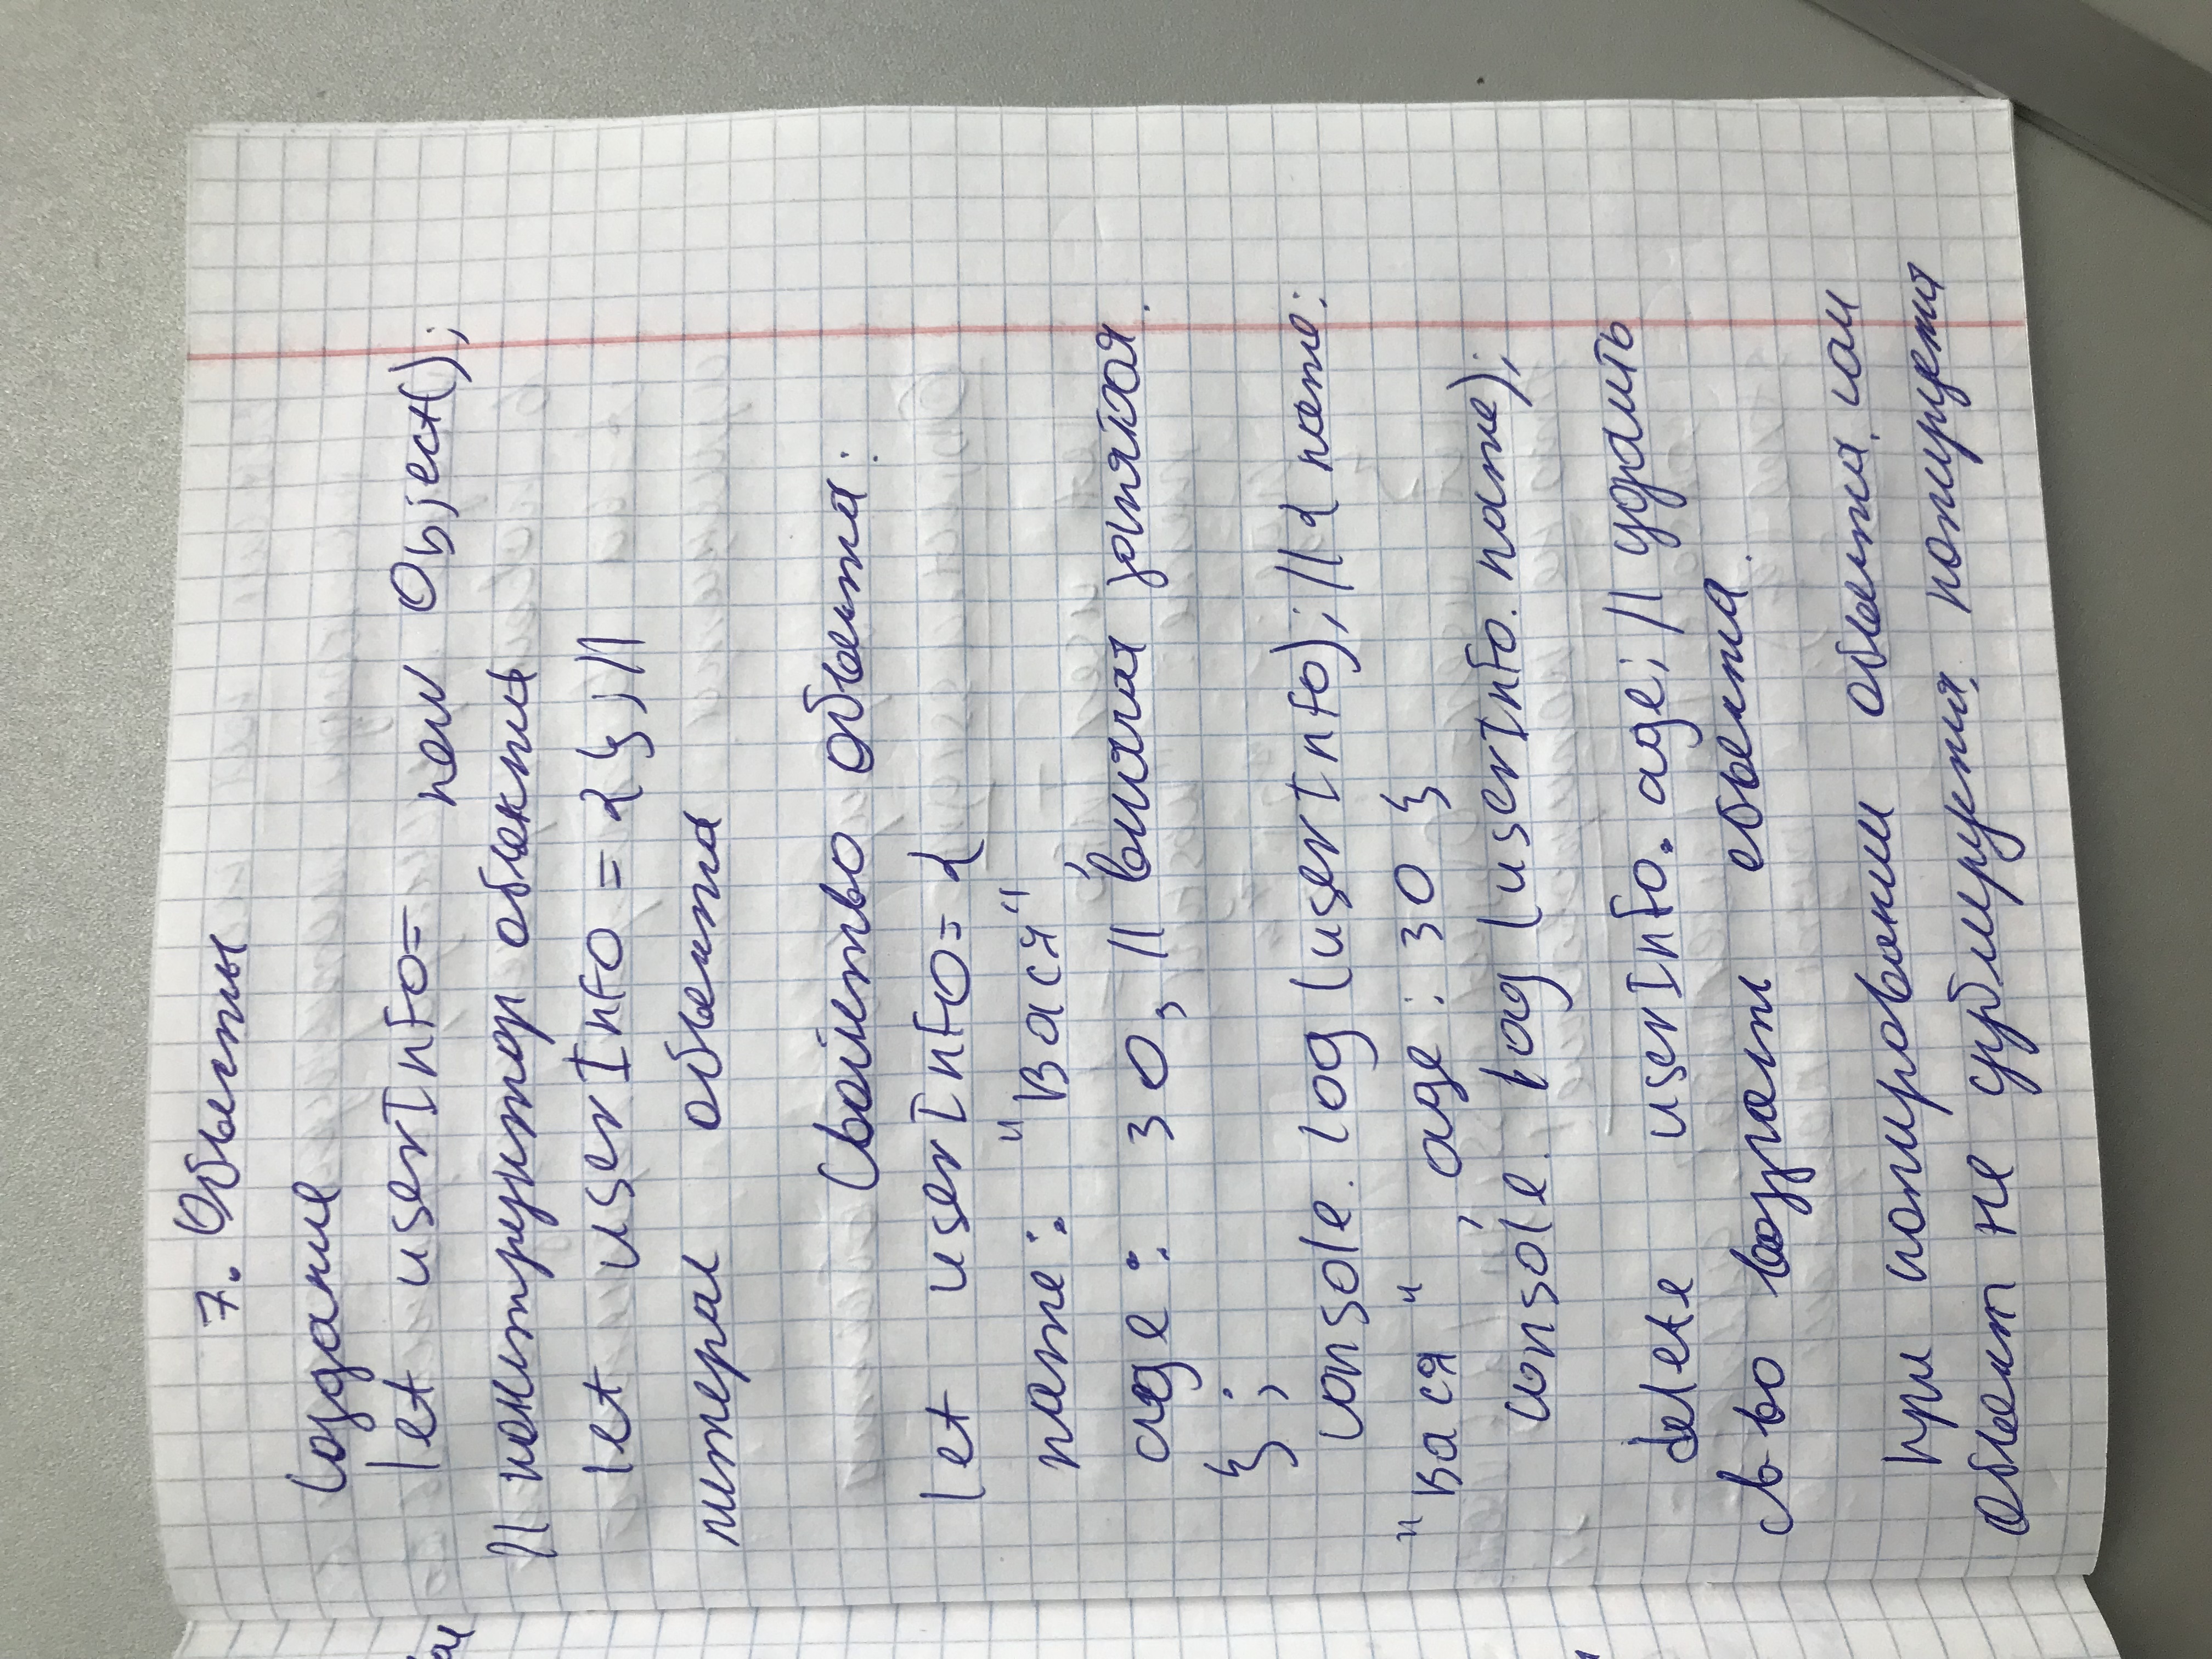 7. Объекты
Создание
let userInfo= new Object();
// конструктор объекта
let userInfo = {}; //
литерал объекта
Свойство объекта:
let userInfo= {
name: "Вася",
age: 30, // висячая запятая.
};
console.log(userInfo); // { name:
"Вася", age: 30 }
console.log(userInfo.name);
delete userInfo.age; // удалить
св-во возраст объекта.
При копировании объекта, сам
объект не дублируется, копируется